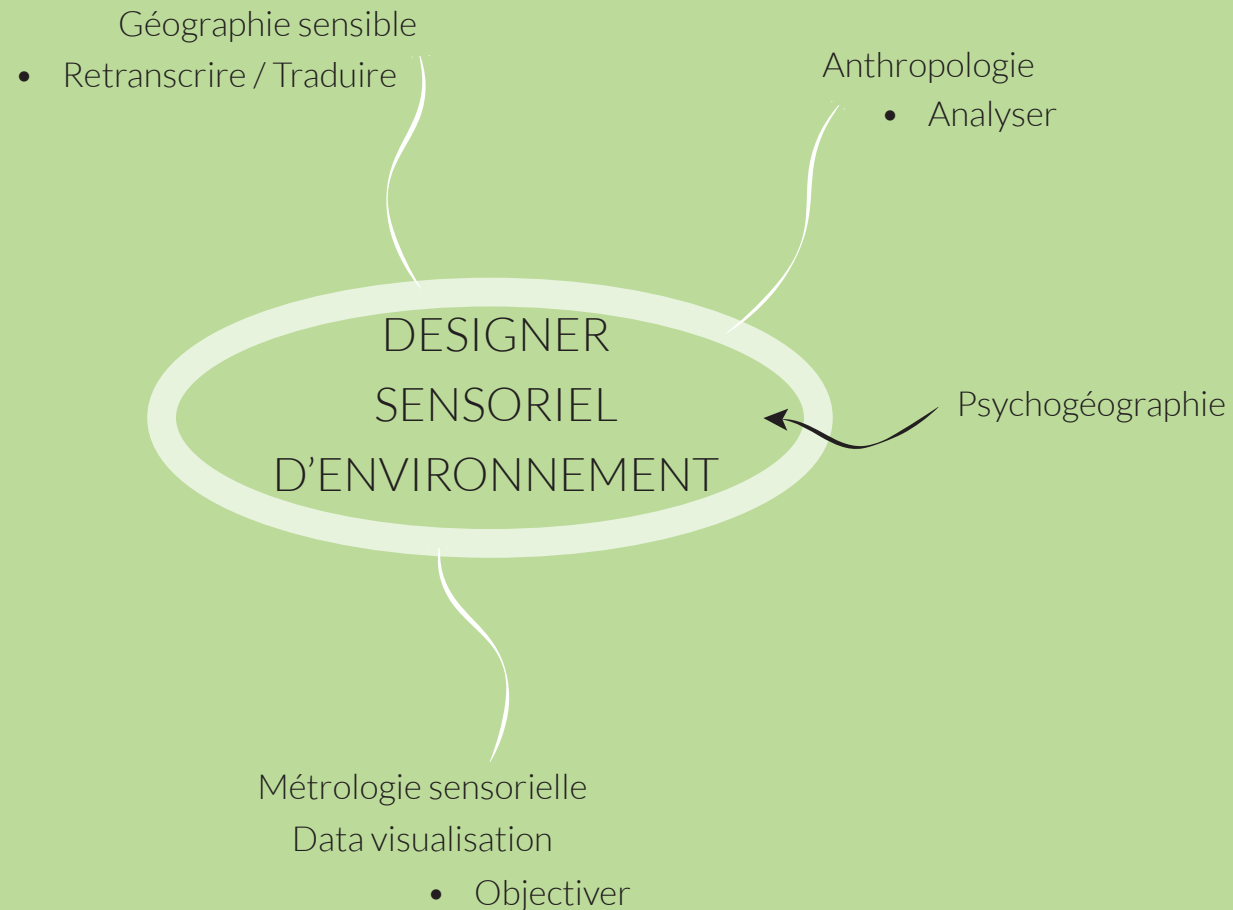 Géographie sensible
• Retranscrire / Traduire
Anthropologie
• Analyser
DESIGNER
SENSORIEL
D’ENVIRONNEMENT
Psychogéographie
Métrologie sensorielle
Data visualisation
• Objectiver